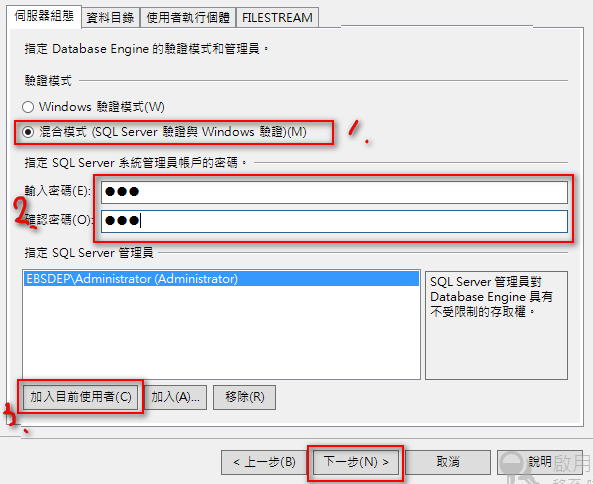 伺服器組態 資料目錄 使用者執行個體 FILESTREAM
指定 Database Engine 的驗證模式和管理員。
驗證模式
Windows 驗證模式(W)
混合模式 (SQL Server 驗證與 Windows 驗證)(M)
1.
指定 SQL Server 系統管理員帳戶的密碼。
輸入密碼(E): ●●●
2.
確認密碼(O): ●●●
指定 SQL Server 管理員
EBSDEP\Administrator (Administrator)
SQL Server 管理員對
Database Engine 具有
不受限制的存取權。
加入目前使用者(C) 加入(A)... 移除(R)
3.
< 上一步(B) 下一步(N) > 取消 說明
啟用